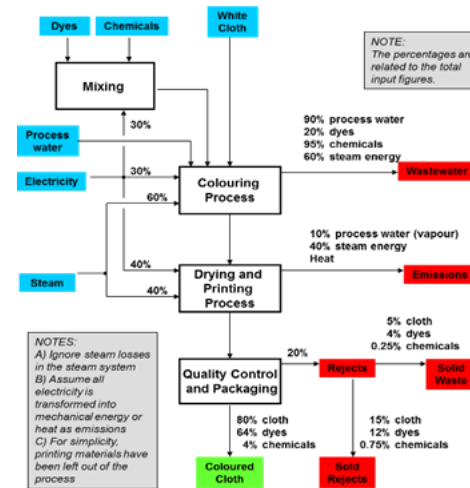 Dyes
Chemicals
White
Cloth
NOTE:
The percentages are
related to the total
input figures.
Mixing
30%
Process
water
90% process water
20% dyes
95% chemicals
60% steam energy
Electricity
30%
Colouring
Process
Wastewater
60%
10% process water (vapour)
40% steam energy
Heat
Steam
40%
40%
Drying and
Printing
Process
Emissions
5% cloth
4% dyes
0.25% chemicals
NOTES:
A) Ignore steam losses
in the steam system
B) Assume all
electricity is
transformed into
mechanical energy or
heat as emissions
C) For simplicity,
printing materials have
been left out of the
process
Quality Control
and Packaging
20%
Rejects
Solid
Waste
80% cloth
64% dyes
4% chemicals
15% cloth
12% dyes
0.75% chemicals
Coloured
Cloth
Sold
Rejects